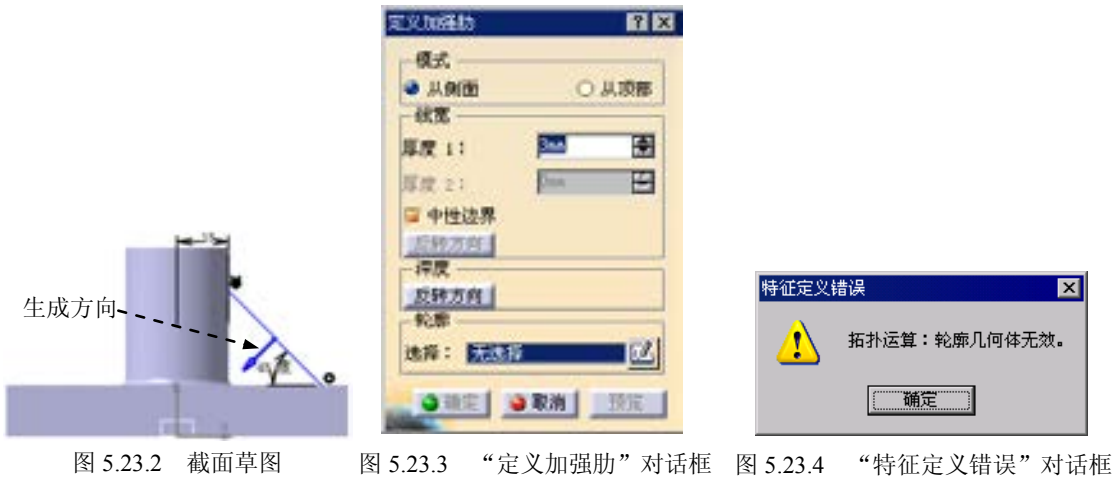 定义加强肋
模式
从侧面 从顶部
线宽
厚度 1：
3mm
厚度 2：
0mm
中性边界
反转方向
深度
反转方向
轮廓
选择： 无选择
确定 取消 预览
生成方向
15
特征定义错误
拓扑运算：轮廓几何体无效。
确定
图 5.23.2 截面草图
图 5.23.3 “定义加强肋”对话框
图 5.23.4 “特征定义错误”对话框